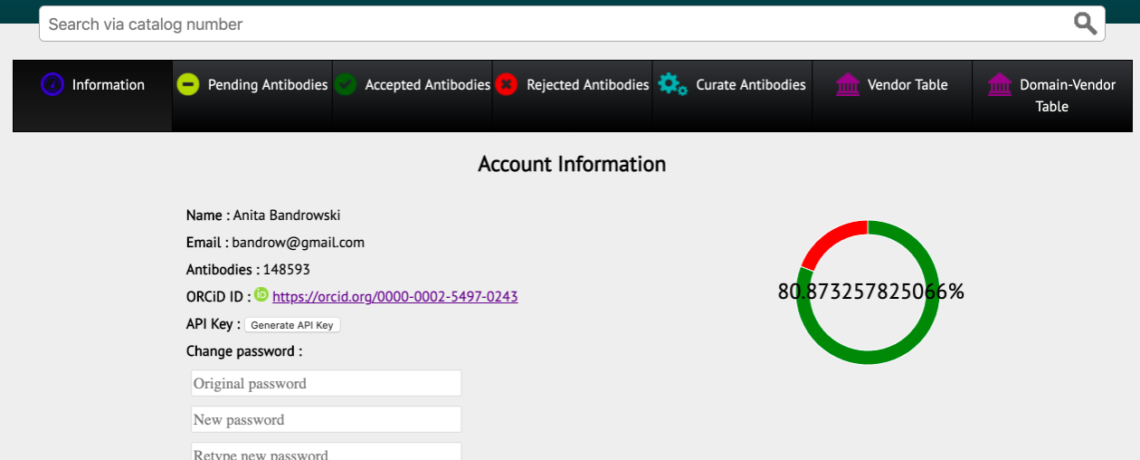 Search via catalog number
Information
Pending Antibodies
Accepted Antibodies
Rejected Antibodies
Curate Antibodies
Vendor Table
Domain-Vendor
Table
Account Information
Name : Anita Bandrowski
Email : bandrow@gmail.com
Antibodies : 148593
ORCiD ID : iD https://orcid.org/0000-0002-5497-0243
API Key : Generate API Key
Change password :
Original password
New password
Retype new password
80.873257825066%